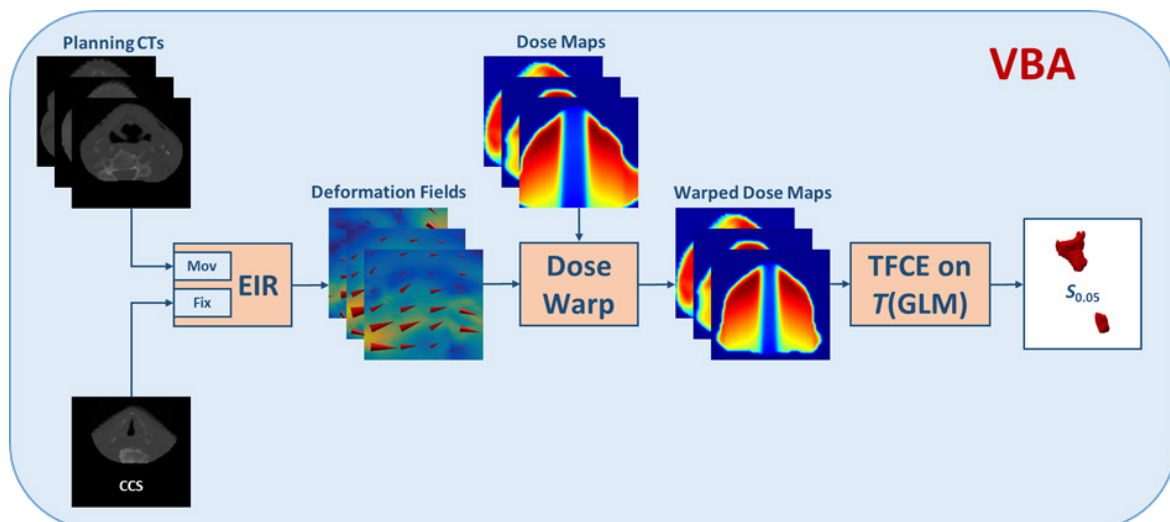 Planning CTs
Dose Maps
VBA
Deformation Fields
Warped Dose Maps
Mov
Fix
EIR
Dose
Warp
TFCE on
T(GLM)
S0.05
CCS